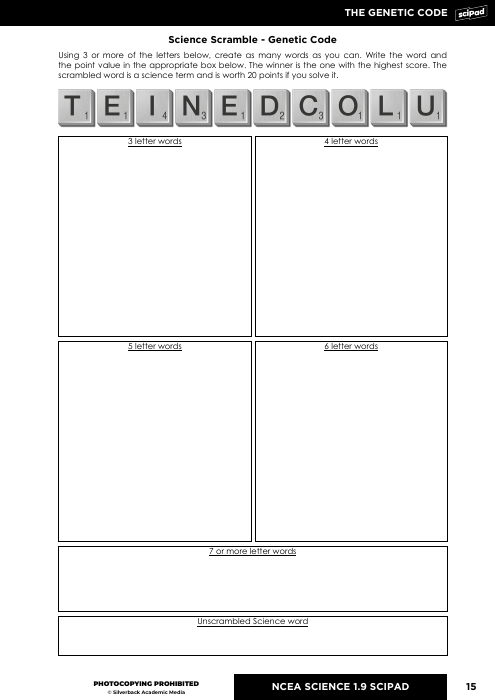 THE GENETIC CODE scipad
Science Scramble - Genetic Code
Using 3 or more of the letters below, create as many words as you can. Write the word and
the point value in the appropriate box below. The winner is the one with the highest score. The
scrambled word is a science term and is worth 20 points if you solve it.
T1 E1 I4 N3 E1 D2 C3 O1 L1 U1
3 letter words 4 letter words
5 letter words 6 letter words
7 or more letter words
Unscrambled Science word
PHOTOCOPYING PROHIBITED
© Silverback Academic Media
NCEA SCIENCE 1.9 SCIPAD 15